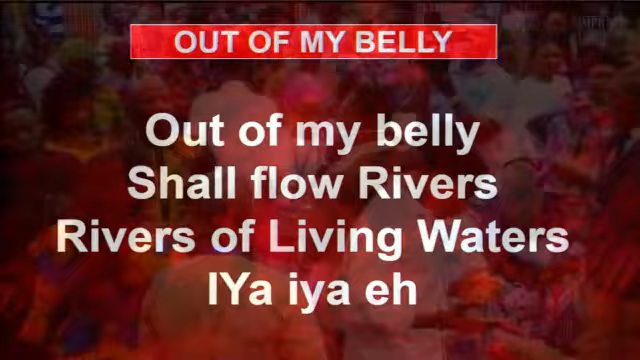 OUT OF MY BELLY
Out of my belly
Shall flow Rivers
Rivers of Living Waters
IYa iya eh